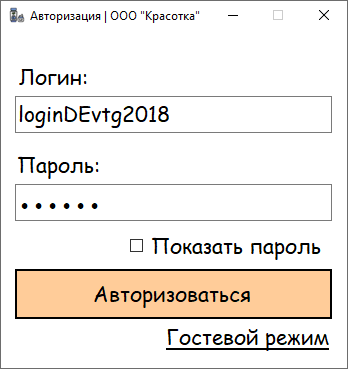 Авторизация | ООО "Красотка"
Логин:
loginDEvtg2018
Пароль:
••••••
Показать пароль
Авторизоваться
Гостевой режим